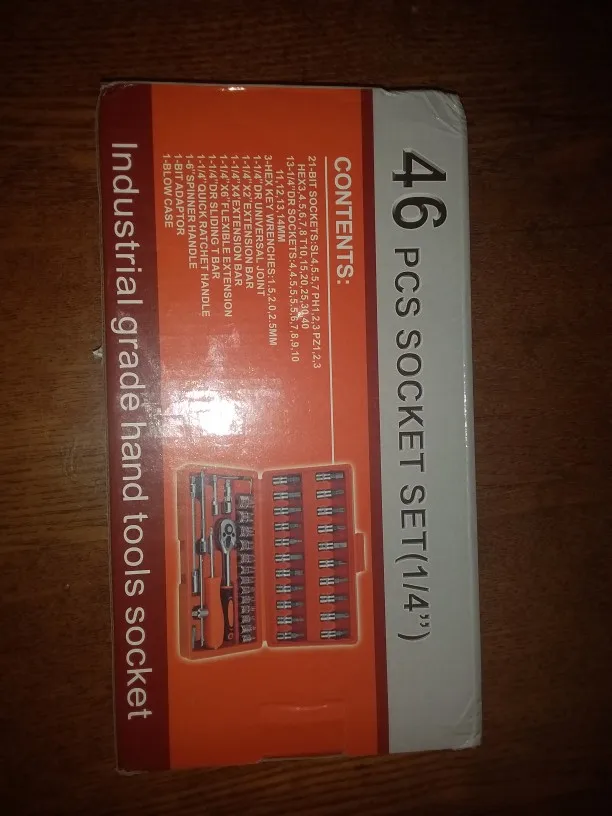 46 PCS SOCKET SET(1/4")
CONTENTS:
21-BIT SOCKETS:SL4,5.5,7 PH1,2,3 PZ1,2,3
HEX3,4,5,6,7,8 T10,15,20,25,30,40
13-1/4"DR SOCKETS:4,4.5,5,5.5,6,7,8,9,10
11,12,13,14MM
3-HEX KEY WRENCHES:1.5,2.0,2.5MM
1-1/4"DR UNIVERSAL JOINT
1-1/4"X2"EXTENSION BAR
1-1/4"X4"EXTENSION BAR
1-1/4"X6"FLEXIBLE EXTENSION
1-1/4"DR SLIDING T BAR
1-1/4"QUICK RATCHET HANDLE
1-6"SPINNER HANDLE
1-BIT ADAPTOR
1-BLOW CASE
Industrial grade hand tools socket